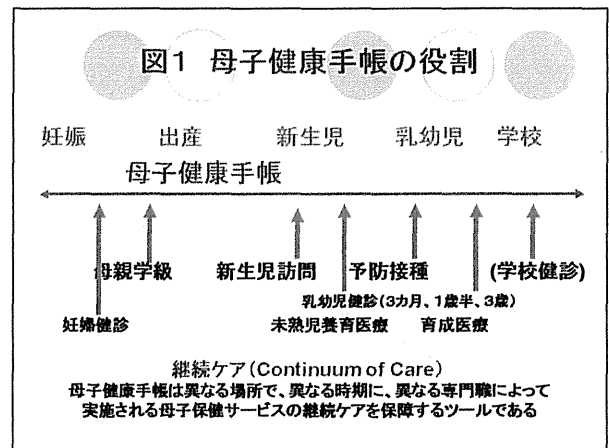 図1 母子健康手帳の役割
妊娠 出産 新生児 乳幼児 学校
母子健康手帳
母親学級 新生児訪問 予防接種 (学校健診)
乳幼児健診(3カ月、1歳半、3歳)
妊婦健診 未熟児養育医療 育成医療
継続ケア(Continuum of Care)
母子健康手帳は異なる場所で、異なる時期に、異なる専門職によって
実施される母子保健サービスの継続ケアを保障するツールである